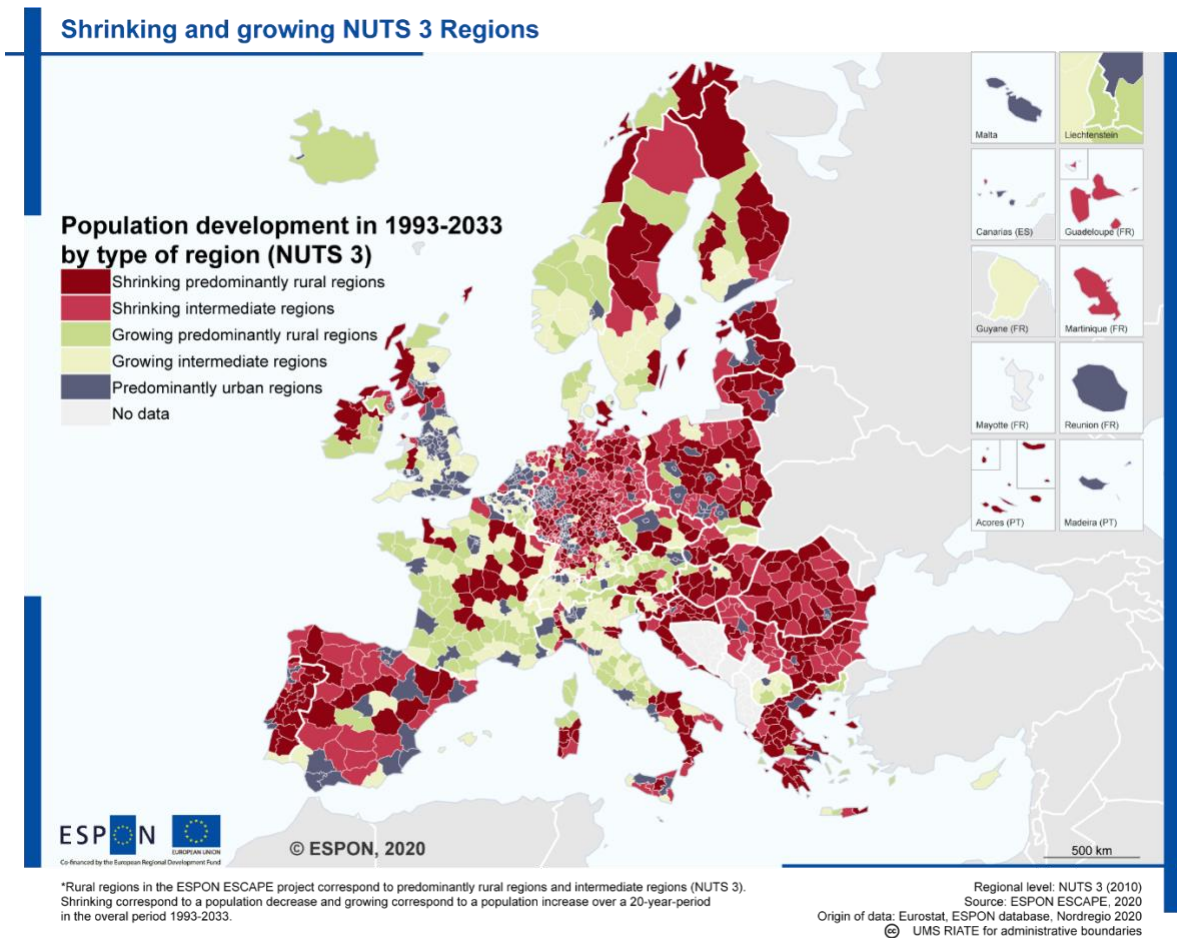 Shrinking and growing NUTS 3 Regions
Population development in 1993-2033
by type of region (NUTS 3)
Shrinking predominantly rural regions
Shrinking intermediate regions
Growing predominantly rural regions
Growing intermediate regions
Predominantly urban regions
No data
Malta
Liechtenstein
Canarias (ES)
Guadeloupe (FR)
Guyane (FR)
Martinique (FR)
Mayotte (FR)
Reunion (FR)
Acores (PT)
Madeira (PT)
ESPON
EUROPEAN UNION
Co-financed by the European Regional Development Fund
© ESPON, 2020
500 km
*Rural regions in the ESPON ESCAPE project correspond to predominantly rural regions and intermediate regions (NUTS 3).
Shrinking correspond to a population decrease and growing correspond to a population increase over a 20-year-period
in the overal period 1993-2033.
Regional level: NUTS 3 (2010)
Source: ESPON ESCAPE, 2020
Origin of data: Eurostat, ESPON database, Nordregio 2020
cc UMS RIATE for administrative boundaries